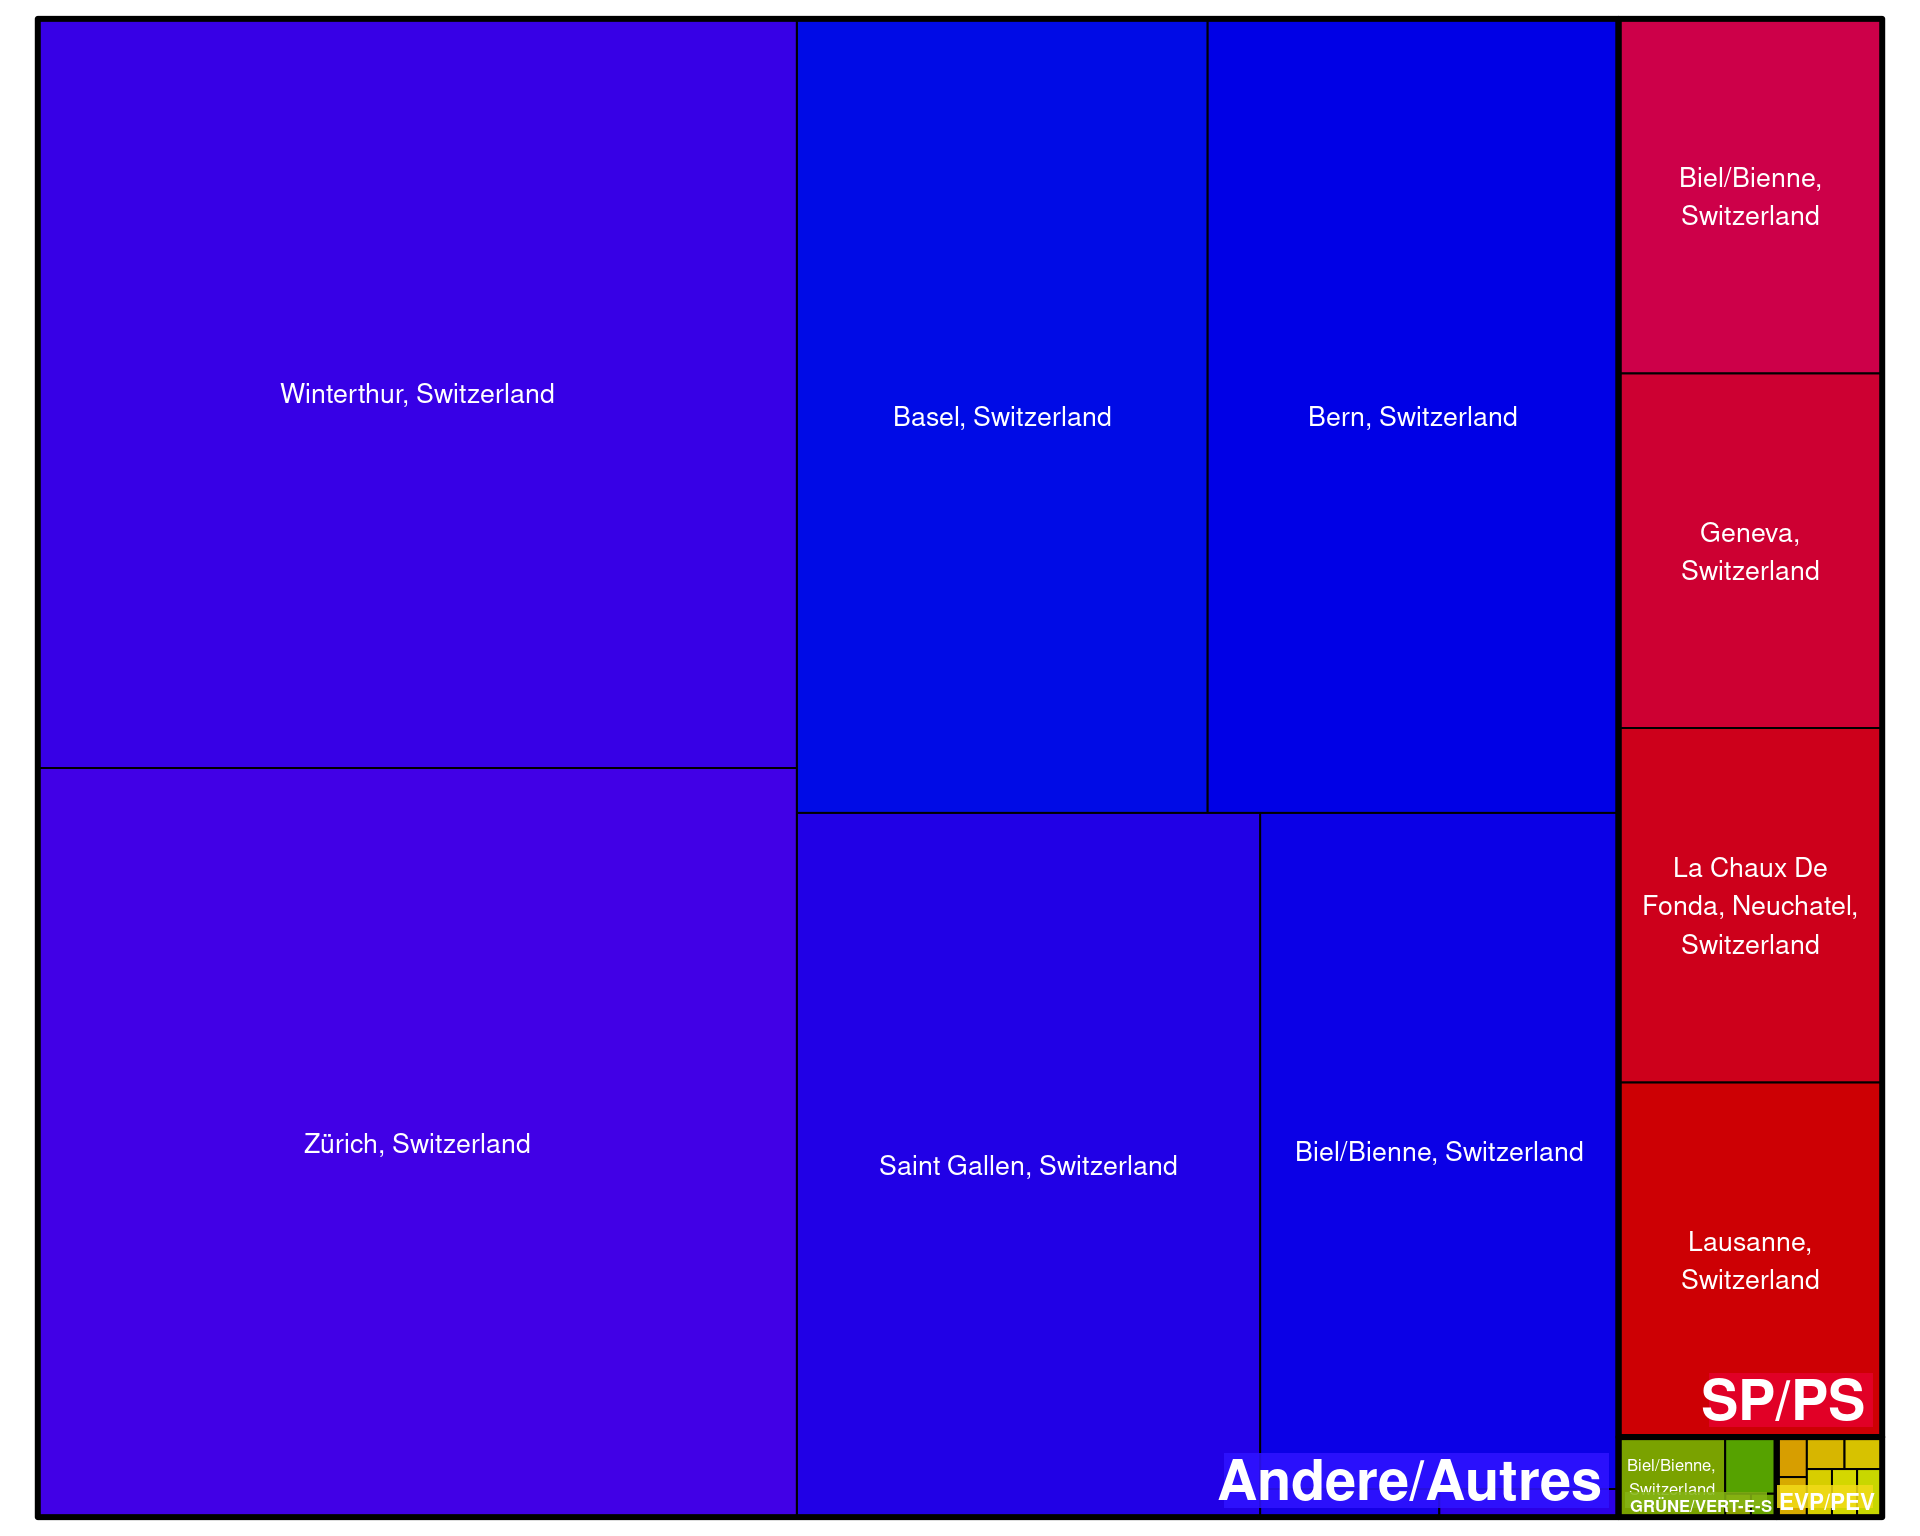 Winterthur, Switzerland
Zürich, Switzerland
Basel, Switzerland
Bern, Switzerland
Saint Gallen, Switzerland
Biel/Bienne, Switzerland
Andere/Autres
Biel/Bienne,
Switzerland
Geneva,
Switzerland
La Chaux De
Fonda, Neuchatel,
Switzerland
Lausanne,
Switzerland
SP/PS
Biel/Bienne,
Switzerland
GRÜNE/VERT-E-S
EVP/PEV